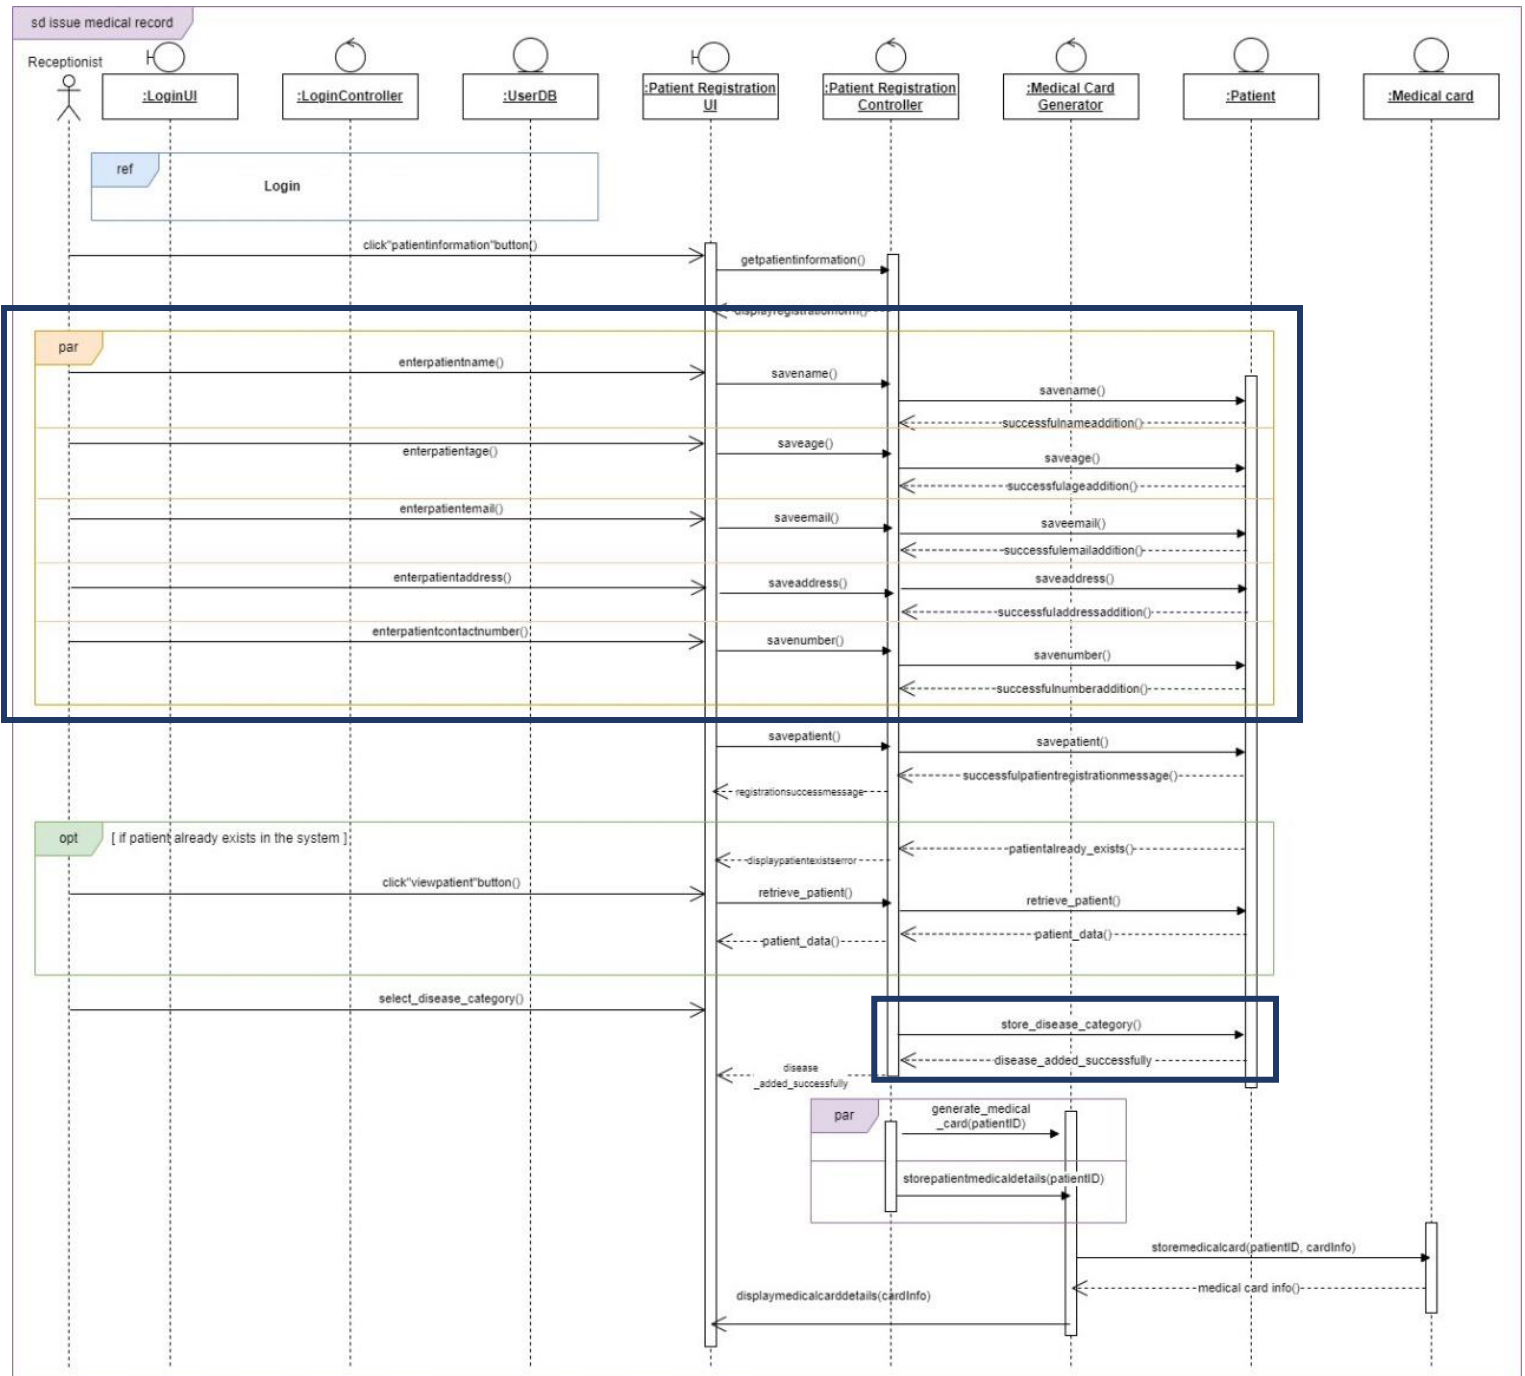 sd issue medical record
Receptionist
:LoginUI
:LoginController
:UserDB
:Patient Registration
UI
:Patient Registration
Controller
:Medical Card
Generator
:Patient
:Medical card
ref
Login
click"patientinformation"button()
getpatientinformation()
displayregistrationform()
par
enterpatientname()
savename()
savename()
successfulnameaddition()
enterpatientage()
saveage()
saveage()
successfulageaddition()
enterpatientemail()
saveemail()
saveemail()
successfulemailaddition()
enterpatientaddress()
saveaddress()
saveaddress()
successfuladdressaddition()
enterpatientcontactnumber()
savenumber()
savenumber()
successfulnumberaddition()
savepatient()
savepatient()
successfulpatientregistrationmessage()
registrationsuccessmessage
opt
[ if patient already exists in the system ]
patientalready_exists()
displaypatientexistserror
click"viewpatient"button()
retrieve_patient()
retrieve_patient()
patient_data()
patient_data()
select_disease_category()
store_disease_category()
disease_added_successfully
disease
_added_successfully
par
generate_medical
_card(patientID)
storepatientmedicaldetails(patientID)
storemedicalcard(patientID, cardInfo)
medical card info()
displaymedicalcarddetails(cardInfo)